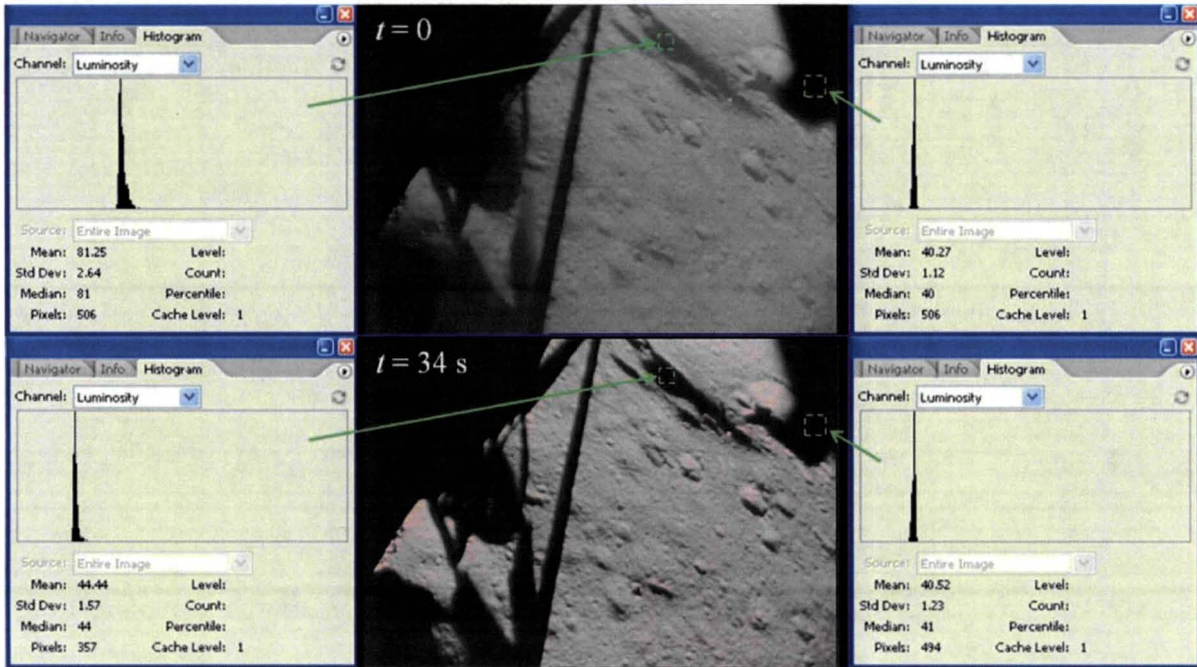 Navigator Info Histogram
Channel: Luminosity
Source: Entire Image
Mean: 81.25 Level:
Std Dev: 2.64 Count:
Median: 81 Percentile:
Pixels: 506 Cache Level: 1
t = 0
Navigator Info Histogram
Channel: Luminosity
Source: Entire Image
Mean: 40.27 Level:
Std Dev: 1.12 Count:
Median: 40 Percentile:
Pixels: 506 Cache Level: 1
Navigator Info Histogram
Channel: Luminosity
Source: Entire Image
Mean: 44.44 Level:
Std Dev: 1.57 Count:
Median: 44 Percentile:
Pixels: 357 Cache Level: 1
t = 34 s
Navigator Info Histogram
Channel: Luminosity
Source: Entire Image
Mean: 40.52 Level:
Std Dev: 1.23 Count:
Median: 41 Percentile:
Pixels: 494 Cache Level: 1